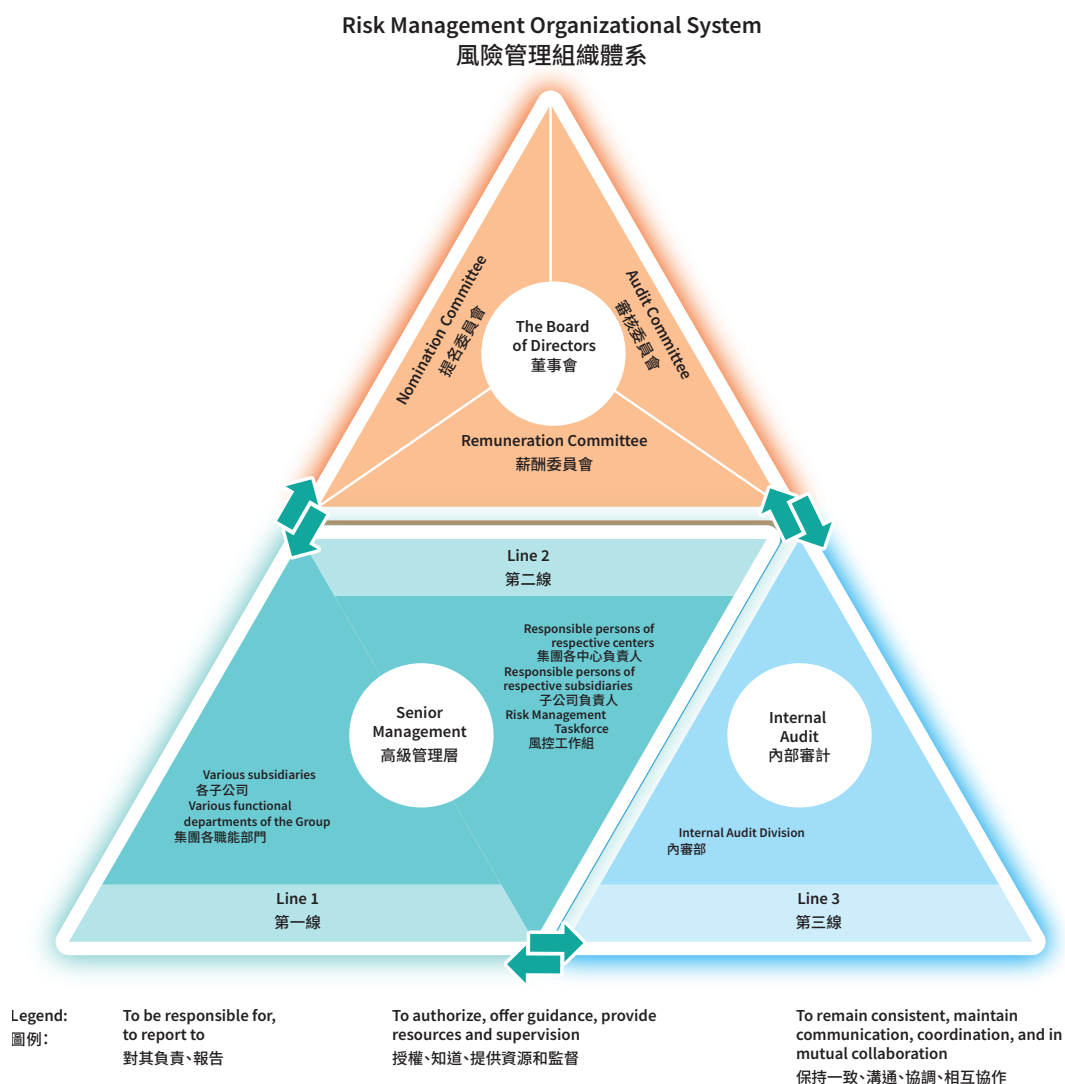 Risk Management Organizational System
風險管理組織體系
Nomination Committee
提名委員會
Audit Committee
審核委員會
The Board
of Directors
董事會
Remuneration Committee
薪酬委員會
Line 2
第二線
Responsible persons of
respective centers
集團各中心負責人
Responsible persons of
respective subsidiaries
子公司負責人
Risk Management
Taskforce
風控工作組
Senior
Management
高級管理層
Various subsidiaries
各子公司
Various functional
departments of the Group
集團各職能部門
Line 1
第一線
Internal
Audit
內部審計
Internal Audit Division
內審部
Line 3
第三線
Legend:
圖例：
To be responsible for,
to report to
對其負責、報告
To authorize, offer guidance, provide
resources and supervision
授權、知道、提供資源和監督
To remain consistent, maintain
communication, coordination, and in
mutual collaboration
保持一致、溝通、協調、相互協作